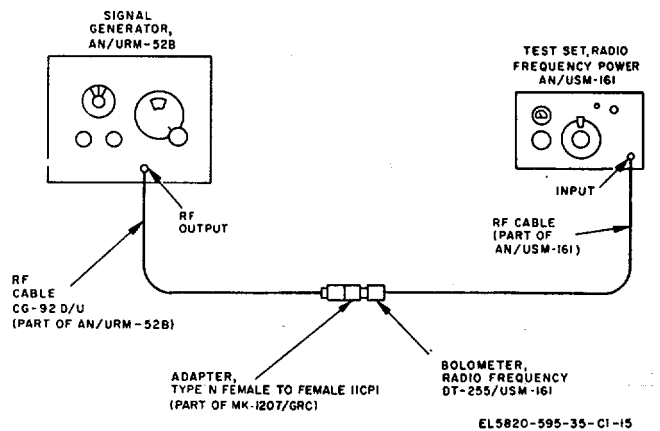 SIGNAL
GENERATOR,
AN/URM-52B
TEST SET, RADIO
FREQUENCY POWER
AN/USM-161
RF
OUTPUT
INPUT
RF CABLE
(PART OF
AN/USM-161)
RF
CABLE
CG-92 D/U
(PART OF AN/URM-52B)
ADAPTER,
TYPE N FEMALE TO FEMALE 11CP1
(PART OF MK-1207/GRC)
BOLOMETER,
RADIO FREQUENCY
DT-255/USM-161
EL5820-595-35-C1-15